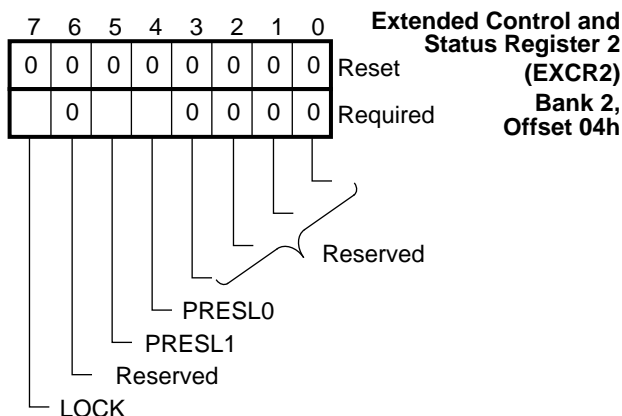 7 6 5 4 3 2 1 0
Extended Control and
Status Register 2
(EXCR2)
Bank 2,
Offset 04h
0 0 0 0 0 0 0 0 Reset
0 0 0 0 0 Required
Reserved
PRESL0
PRESL1
Reserved
LOCK